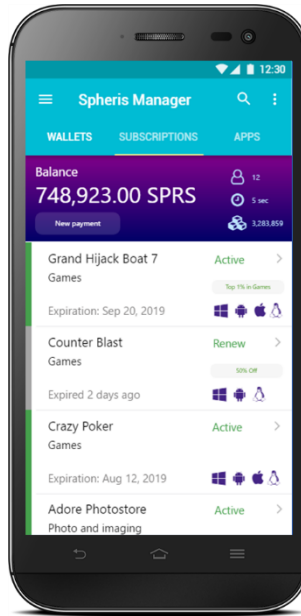 12:30
Spheris Manager
WALLETS SUBSCRIPTIONS APPS
Balance
12
748,923.00 SPRS
5 sec
New payment
3,283,859
Grand Hijack Boat 7 Active
Games
Top 1% in Games
Expiration: Sep 20, 2019
Counter Blast Renew
Games
50% Off
Expired 2 days ago
Crazy Poker Active
Games
Expiration: Aug 12, 2019
Adore Photostore Active
Photo and imaging